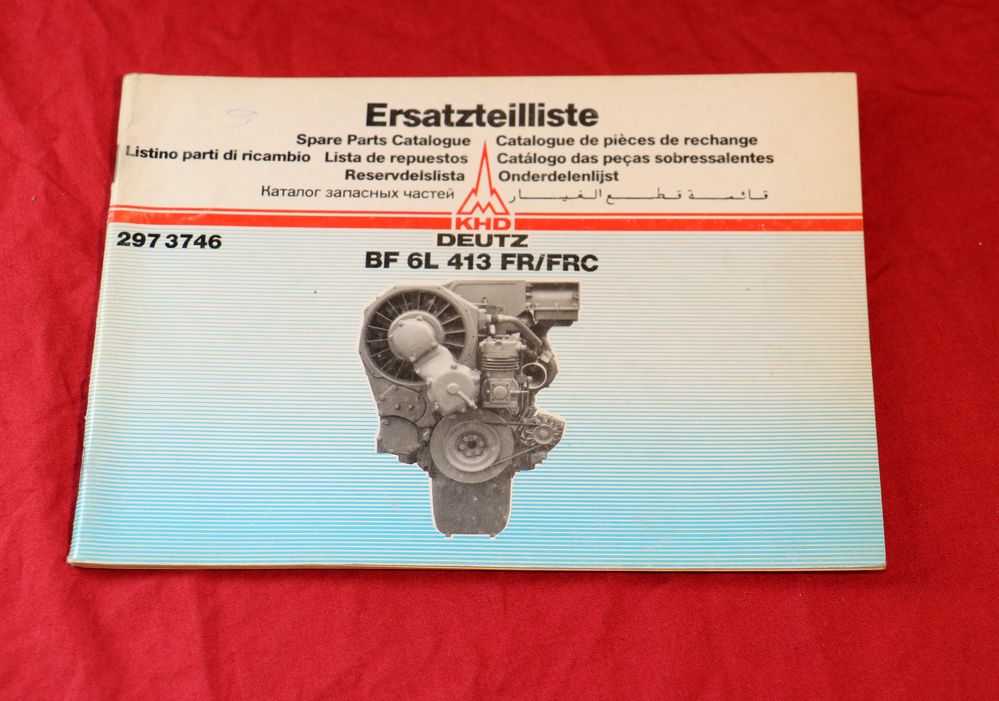 Ersatzteilliste
Spare Parts Catalogue Catalogue de pièces de rechange
Listino parti di ricambio Lista de repuestos Catálogo das peças sobressalentes
Reservdelslista Onderdelenlijst
Каталог запасных частей قائمة قطع الغيار
KHD
297 3746 DEUTZ
BF 6L 413 FR/FRC